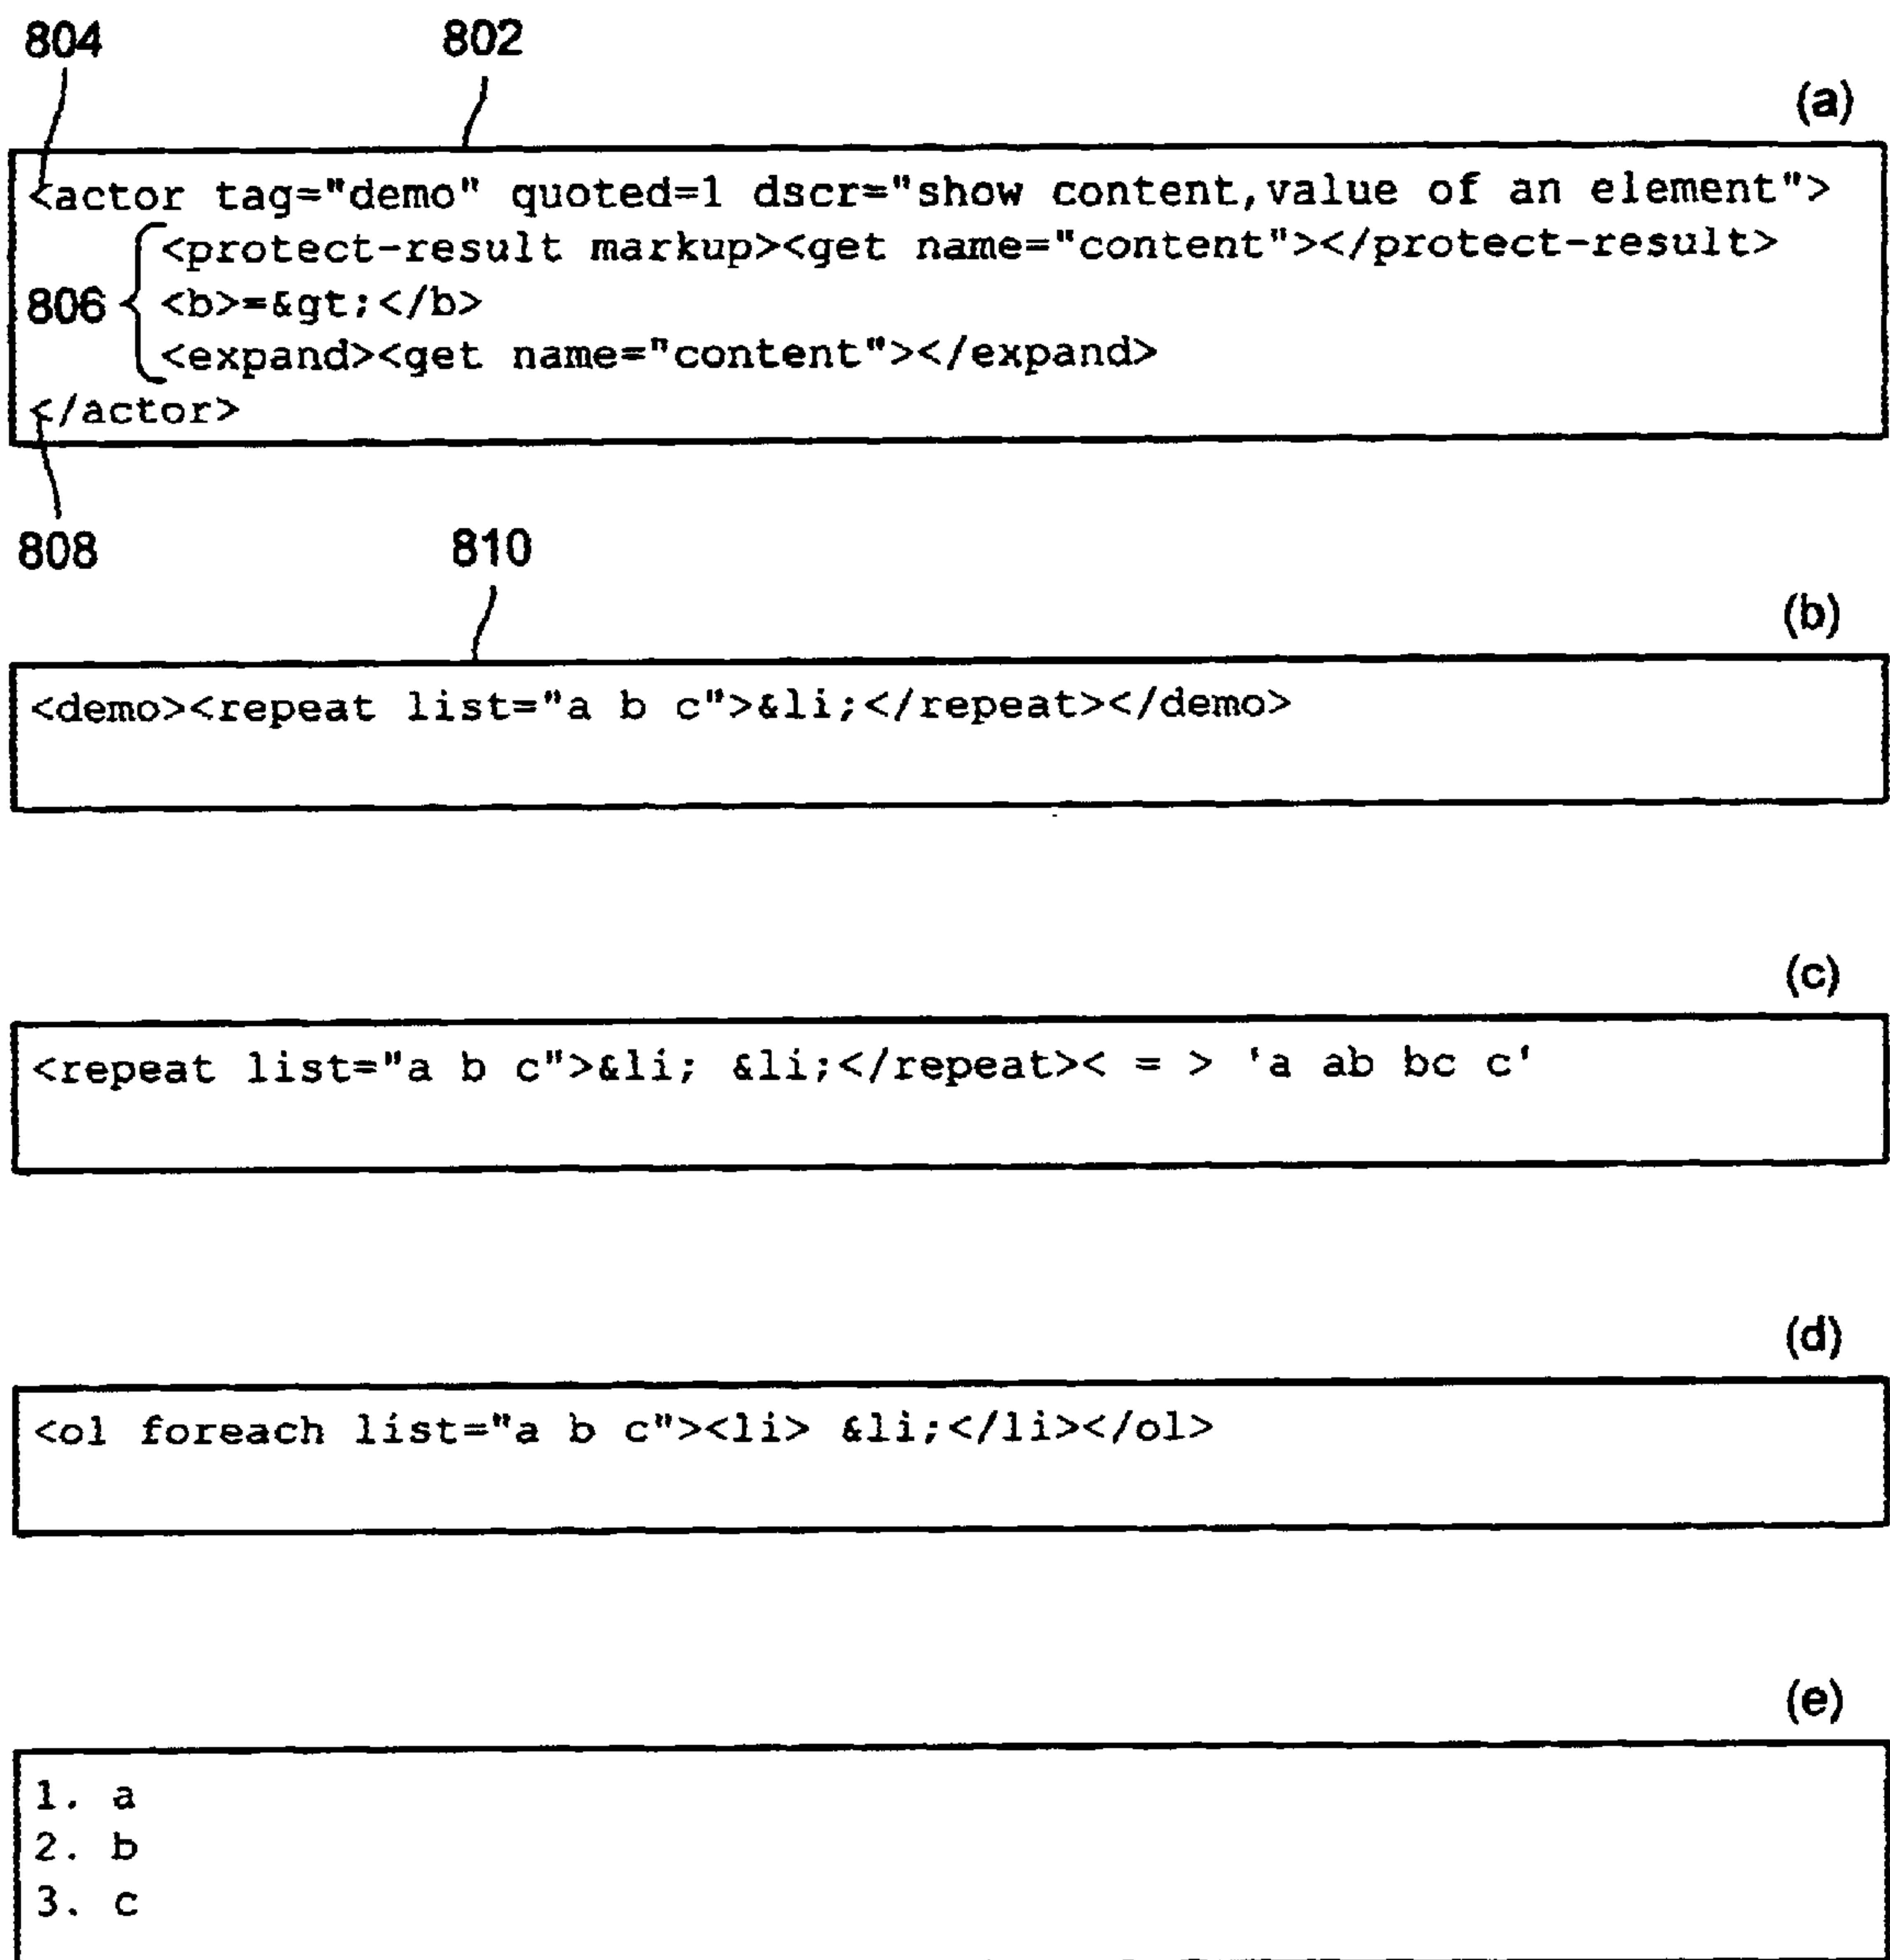 804 802
(a)
<actor tag="demo" quoted=1 dscr="show content,value of an element">
<protect-result markup><get name="content"></protect-result>
806 <b>=&gt;</b>
<expand><get name="content"></expand>
</actor>
808 810
(b)
<demo><repeat list="a b c">&li;</repeat></demo>
(c)
<repeat list="a b c">&li; &li;</repeat>< = > 'a ab bc c'
(d)
<ol foreach list="a b c"><li> &li;</li></ol>
(e)
1. a
2. b
3. c